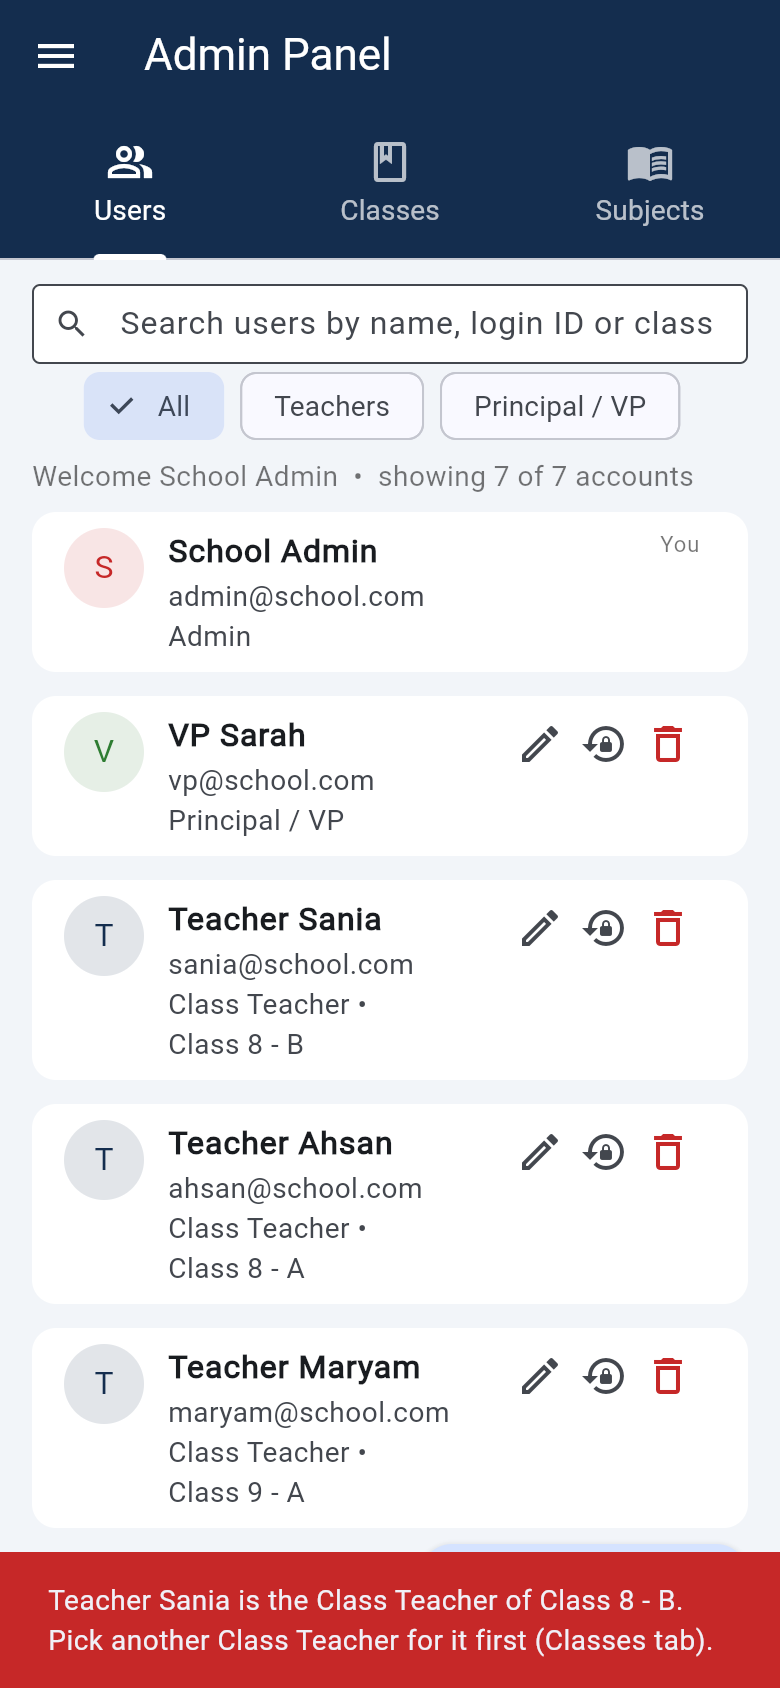 Admin Panel
Users
Classes
Subjects
Search users by name, login ID or class
All
Teachers
Principal / VP
Welcome School Admin • showing 7 of 7 accounts
S
School Admin
You
admin@school.com
Admin
V
VP Sarah
vp@school.com
Principal / VP
T
Teacher Sania
sania@school.com
Class Teacher •
Class 8 - B
T
Teacher Ahsan
ahsan@school.com
Class Teacher •
Class 8 - A
T
Teacher Maryam
maryam@school.com
Class Teacher •
Class 9 - A
Teacher Sania is the Class Teacher of Class 8 - B.
Pick another Class Teacher for it first (Classes tab).